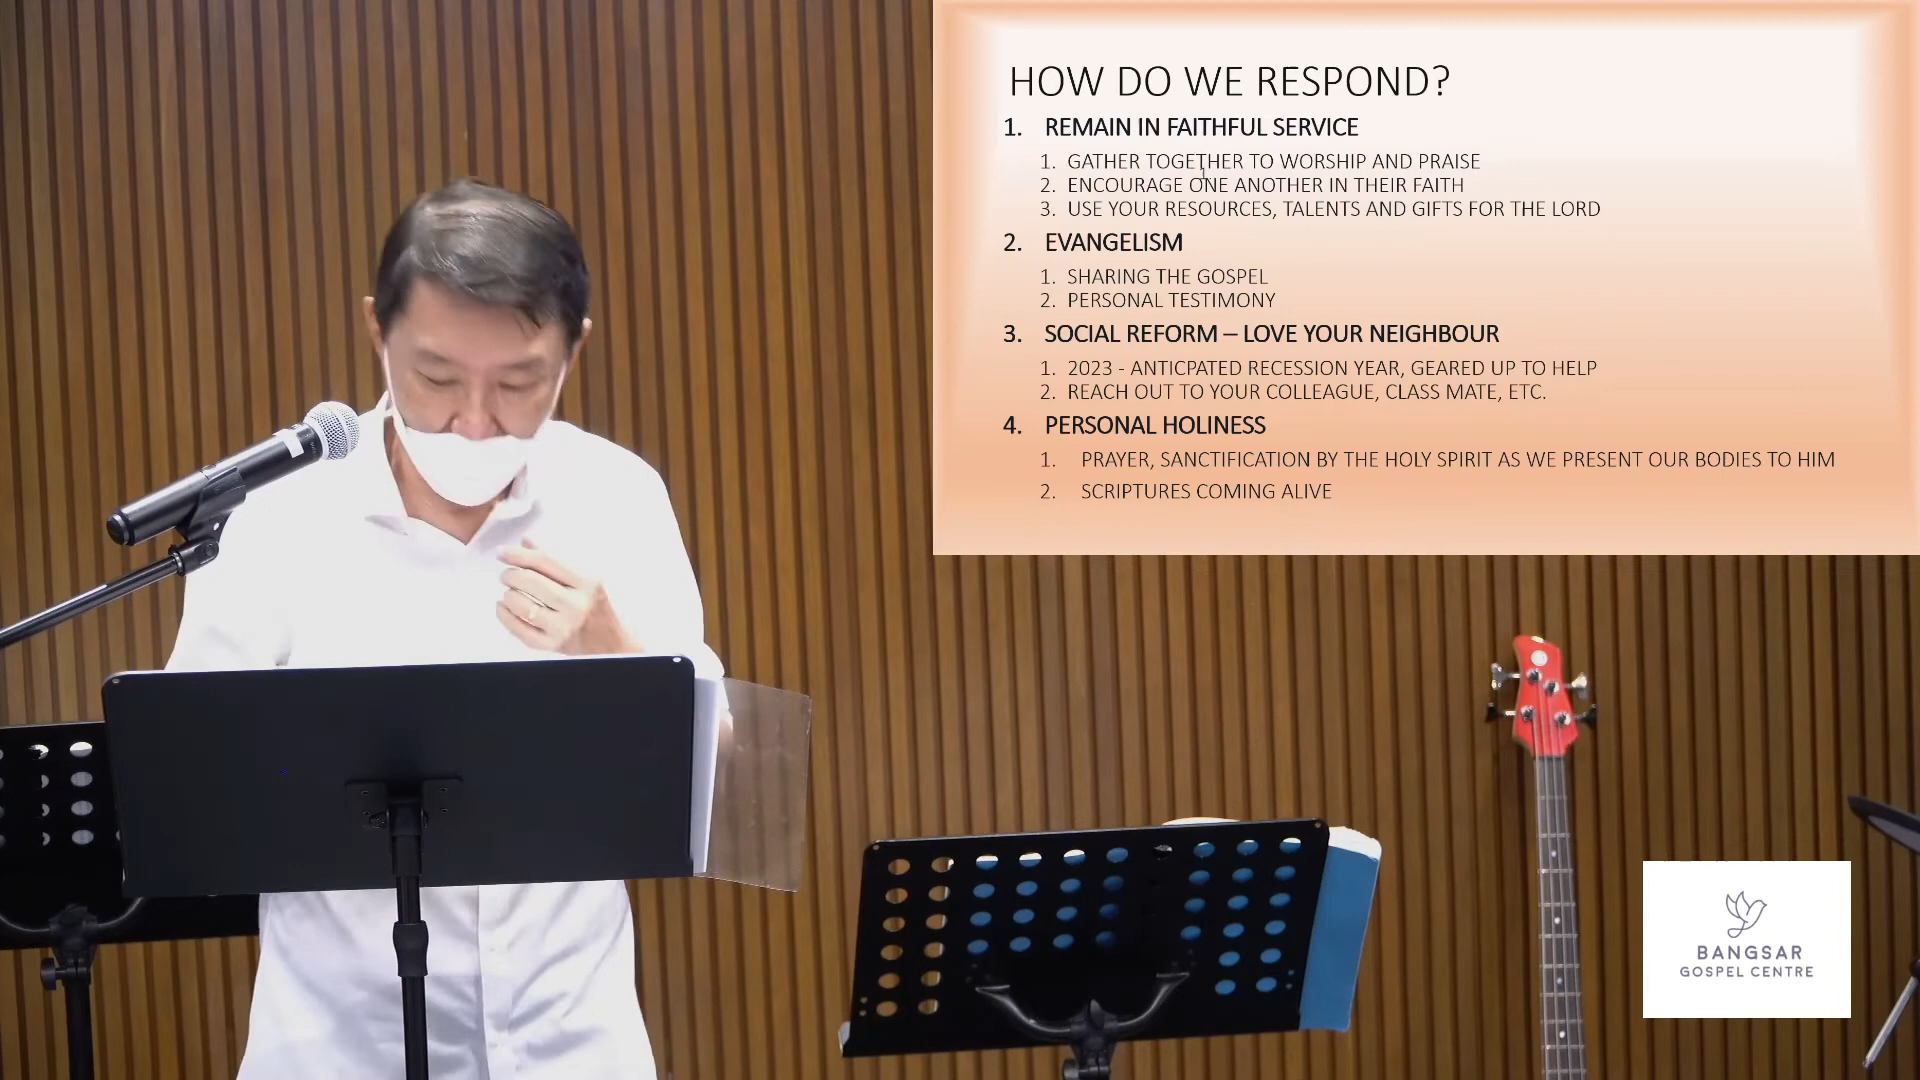 HOW DO WE RESPOND?
1. REMAIN IN FAITHFUL SERVICE
1. GATHER TOGETHER TO WORSHIP AND PRAISE
2. ENCOURAGE ONE ANOTHER IN THEIR FAITH
3. USE YOUR RESOURCES, TALENTS AND GIFTS FOR THE LORD
2. EVANGELISM
1. SHARING THE GOSPEL
2. PERSONAL TESTIMONY
3. SOCIAL REFORM – LOVE YOUR NEIGHBOUR
1. 2023 - ANTICPATED RECESSION YEAR, GEARED UP TO HELP
2. REACH OUT TO YOUR COLLEAGUE, CLASS MATE, ETC.
4. PERSONAL HOLINESS
1. PRAYER, SANCTIFICATION BY THE HOLY SPIRIT AS WE PRESENT OUR BODIES TO HIM
2. SCRIPTURES COMING ALIVE
BANGSAR
GOSPEL CENTRE